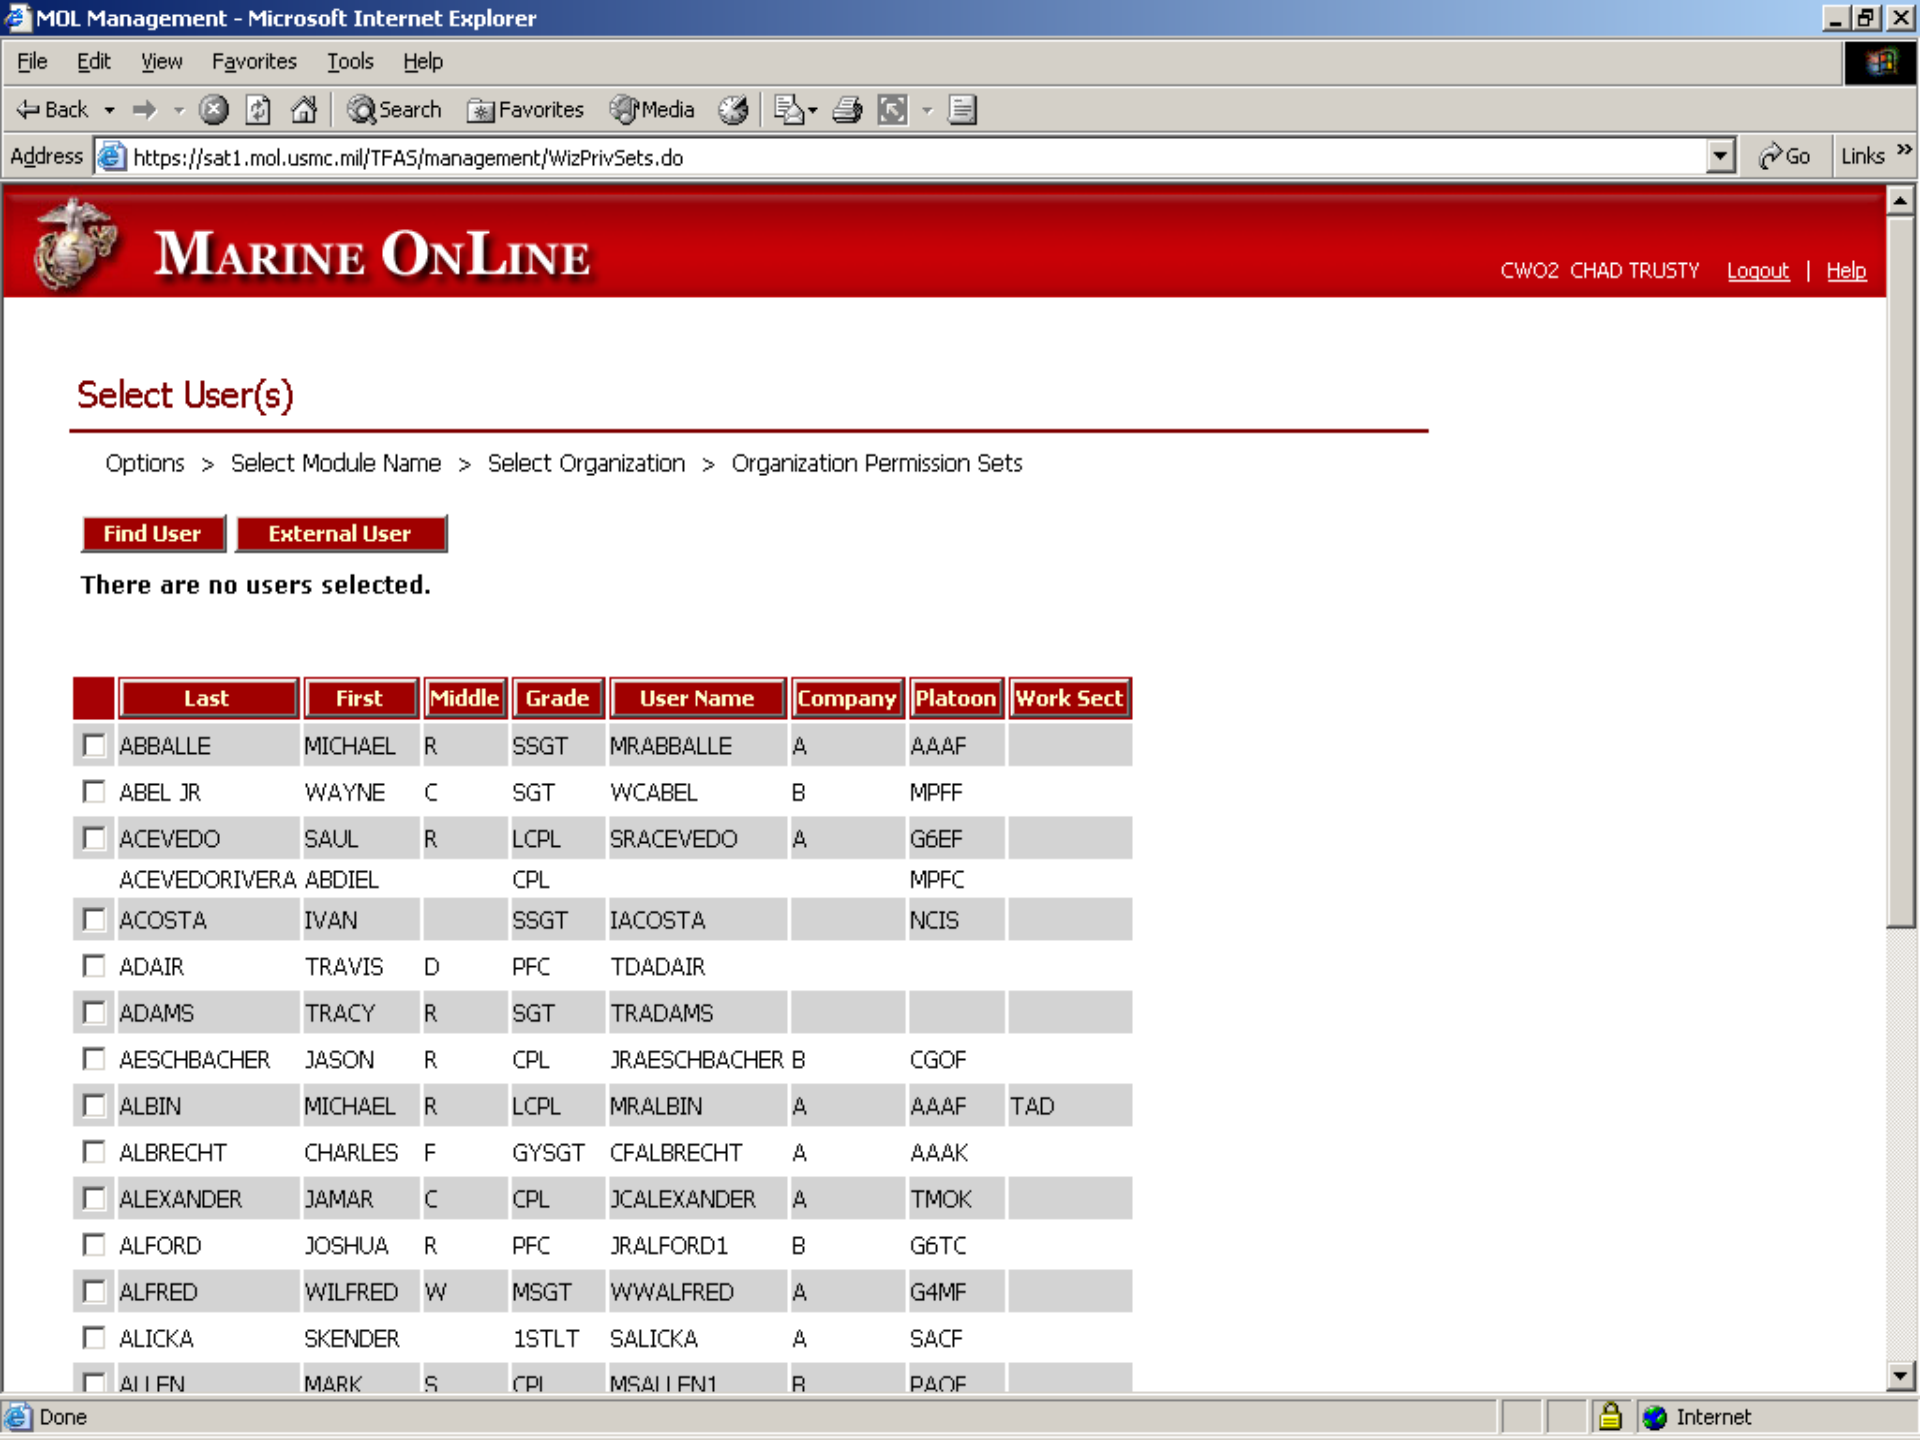 MOL Management - Microsoft Internet Explorer
File Edit View Favorites Tools Help
Back Search Favorites Media
Address https://sat1.mol.usmc.mil/TFAS/management/WizPrivSets.do Go Links »
MARINE ONLINE
CWO2 CHAD TRUSTY Logout | Help
Select User(s)
Options > Select Module Name > Select Organization > Organization Permission Sets
Find User External User
There are no users selected.
Last First Middle Grade User Name Company Platoon Work Sect
ABBALLE MICHAEL R SSGT MRABBALLE A AAAF
ABEL JR WAYNE C SGT WCABEL B MPFF
ACEVEDO SAUL R LCPL SRACEVEDO A G6EF
ACEVEDORIVERA ABDIEL CPL MPFC
ACOSTA IVAN SSGT IACOSTA NCIS
ADAIR TRAVIS D PFC TDADAIR
ADAMS TRACY R SGT TRADAMS
AESCHBACHER JASON R CPL JRAESCHBACHER B CGOF
ALBIN MICHAEL R LCPL MRALBIN A AAAF TAD
ALBRECHT CHARLES F GYSGT CFALBRECHT A AAAK
ALEXANDER JAMAR C CPL JCALEXANDER A TMOK
ALFORD JOSHUA R PFC JRALFORD1 B G6TC
ALFRED WILFRED W MSGT WWALFRED A G4MF
ALICKA SKENDER 1STLT SALICKA A SACF
ALLEN MARK S CPL MSALLEN1 B PAOF
Done Internet